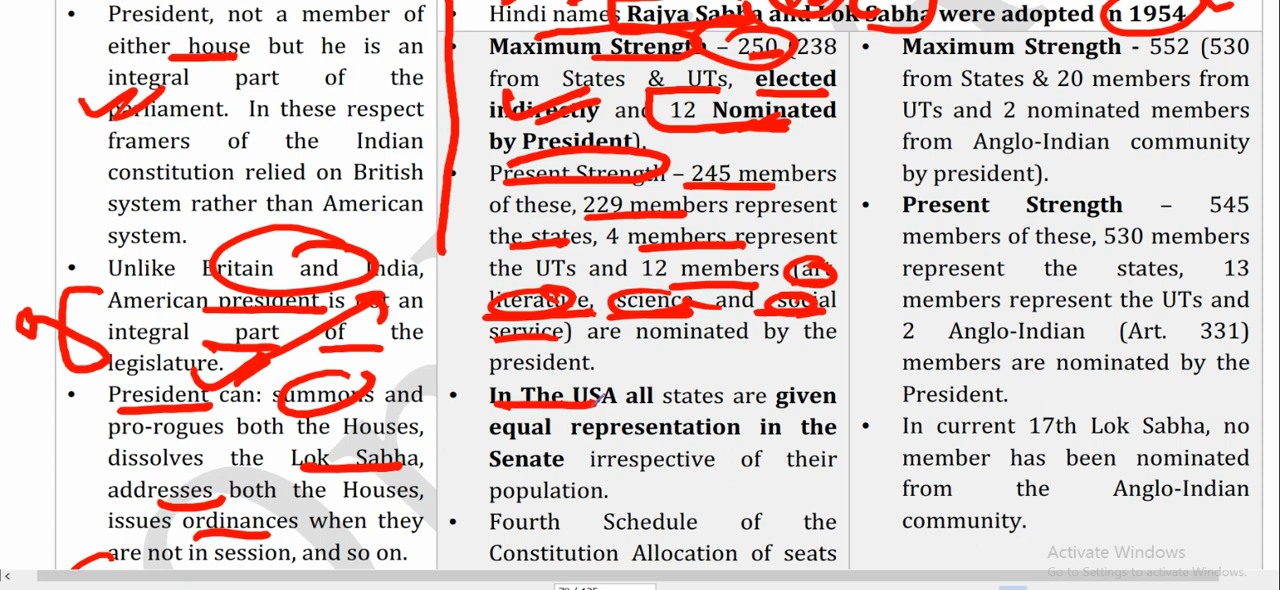 President, not a member of
either house but he is an
integral part of the
parliament. In these respect
framers of the Indian
constitution relied on British
system rather than American
system.
Unlike Britain and India,
American president is not an
integral part of the
legislature.
President can: summons and
pro-rogues both the Houses,
dissolves the Lok Sabha,
addresses both the Houses,
issues ordinances when they
are not in session, and so on.
Hindi names Rajya Sabha and Lok Sabha were adopted in 1954
Maximum Strength – 250 (238
from States & UTs, elected
indirectly and 12 Nominated
by President).
Present Strength – 245 members
of these, 229 members represent
the states, 4 members represent
the UTs and 12 members (art
literature, science and social
service) are nominated by the
president.
In The USA all states are given
equal representation in the
Senate irrespective of their
population.
Fourth Schedule of the
Constitution Allocation of seats
Maximum Strength - 552 (530
from States & 20 members from
UTs and 2 nominated members
from Anglo-Indian community
by president).
Present Strength – 545
members of these, 530 members
represent the states, 13
members represent the UTs and
2 Anglo-Indian (Art. 331)
members are nominated by the
President.
In current 17th Lok Sabha, no
member has been nominated
from the Anglo-Indian
community.
Activate Windows
Go to Settings to activate Windows.